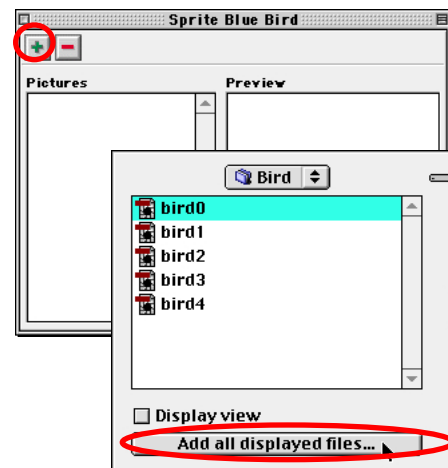 Sprite Blue Bird
Pictures Preview
Bird
bird0
bird1
bird2
bird3
bird4
Display view
Add all displayed files...